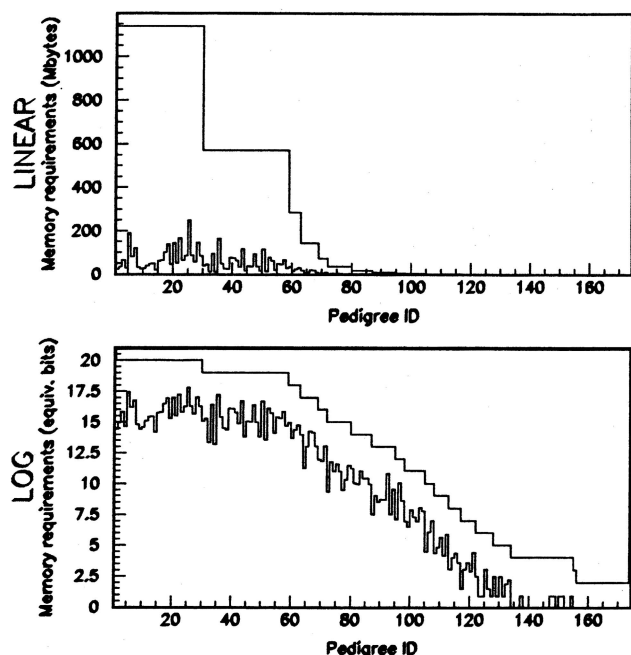 LINEAR
Memory requirements (Mbytes)
1000
800
600
400
200
0
20 40 60 80 100 120 140 160
Pedigree ID
LOG
Memory requirements (equiv. bits)
20
17.5
15
12.5
10
7.5
5
2.5
0
20 40 60 80 100 120 140 160
Pedigree ID